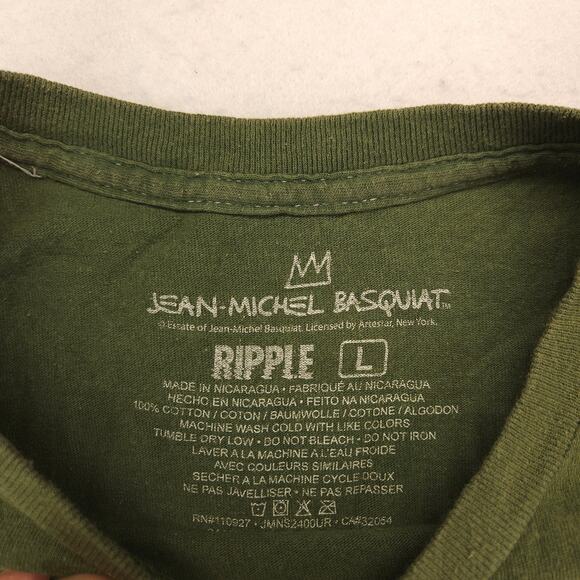 JEAN-MICHEL BASQUIAT™
© Estate of Jean-Michel Basquiat. Licensed by Artestar, New York.
RIPPLE L
MADE IN NICARAGUA • FABRIQUÉ AU NICARAGUA
HECHO EN NICARAGUA • FEITO NA NICARAGUA
100% COTTON / COTON / BAUMWOLLE / COTONE / ALGODON
MACHINE WASH COLD WITH LIKE COLORS
TUMBLE DRY LOW • DO NOT BLEACH • DO NOT IRON
LAVER A LA MACHINE A L'EAU FROIDE
AVEC COULEURS SIMILAIRES
SECHER A LA MACHINE CYCLE DOUX
NE PAS JAVELLISER • NE PAS REPASSER
RN#110927 • JMNS2400UR • CA#32054